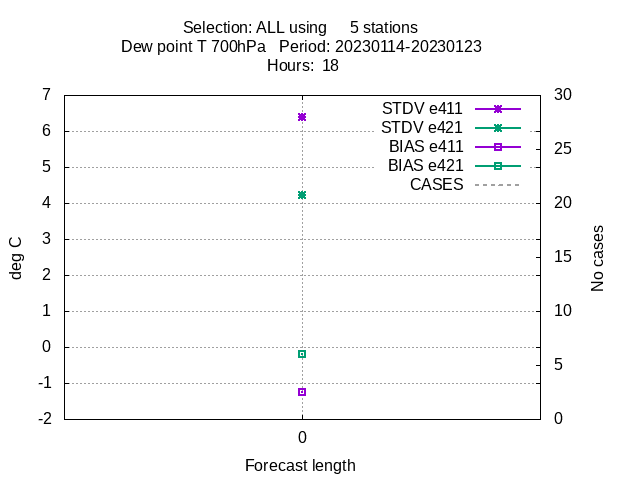 Selection: ALL using     5 stations
Dew point T 700hPa   Period: 20230114-20230123
Hours:  18
7
6
5
4
3
2
1
0
-1
-2
deg C
30
25
20
15
10
5
0
No cases
STDV e411
STDV e421
BIAS e411
BIAS e421
CASES
0
Forecast length